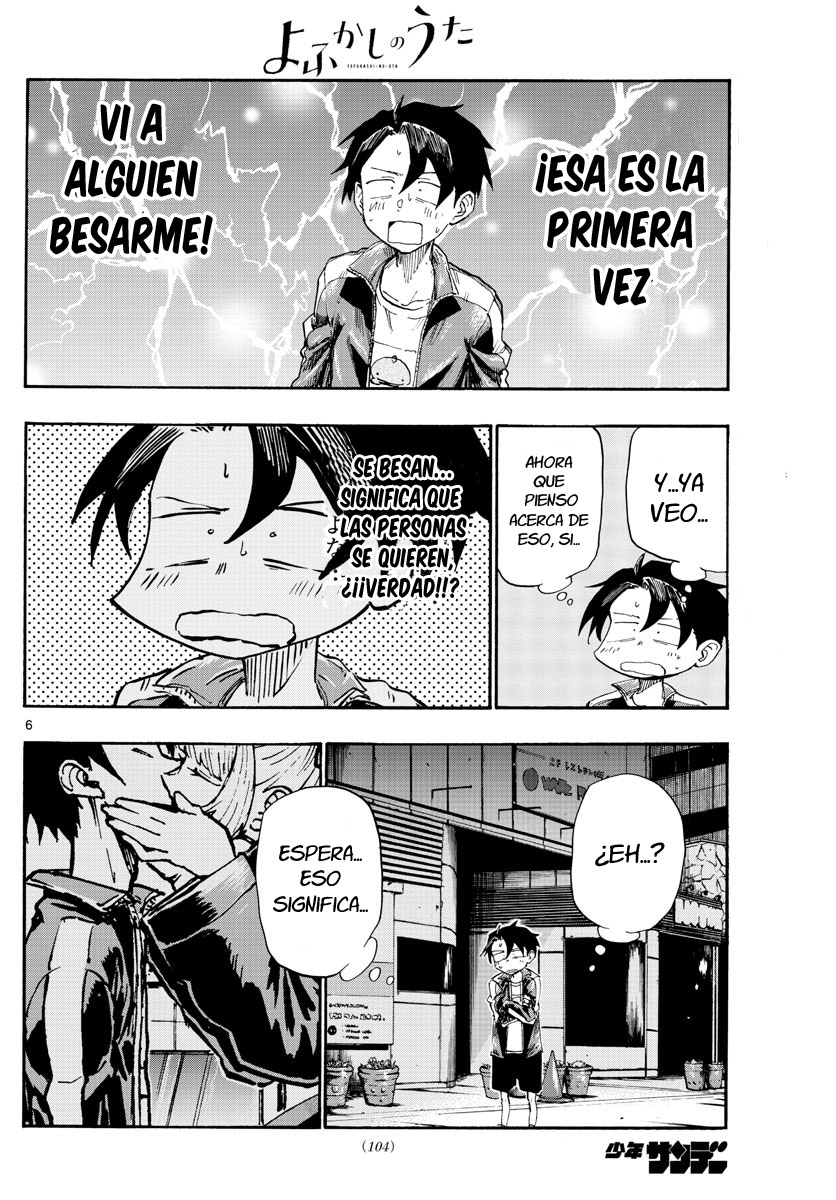 よふかしのうた
YOFUKASHI-NO-UTA
¡ESA ES LA
PRIMERA
VEZ
VI A
ALGUIEN
BESARME!
Y...YA
VEO...
AHORA
QUE
PIENSO
ACERCA DE
ESO, SI...
SE BESAN...
SIGNIFICA QUE
LAS PERSONAS
SE QUIEREN,
¿¡¡VERDAD!!?
6
¿EH...?
ESPERA...
ESO
SIGNIFICA...
(104)
少年サンデー